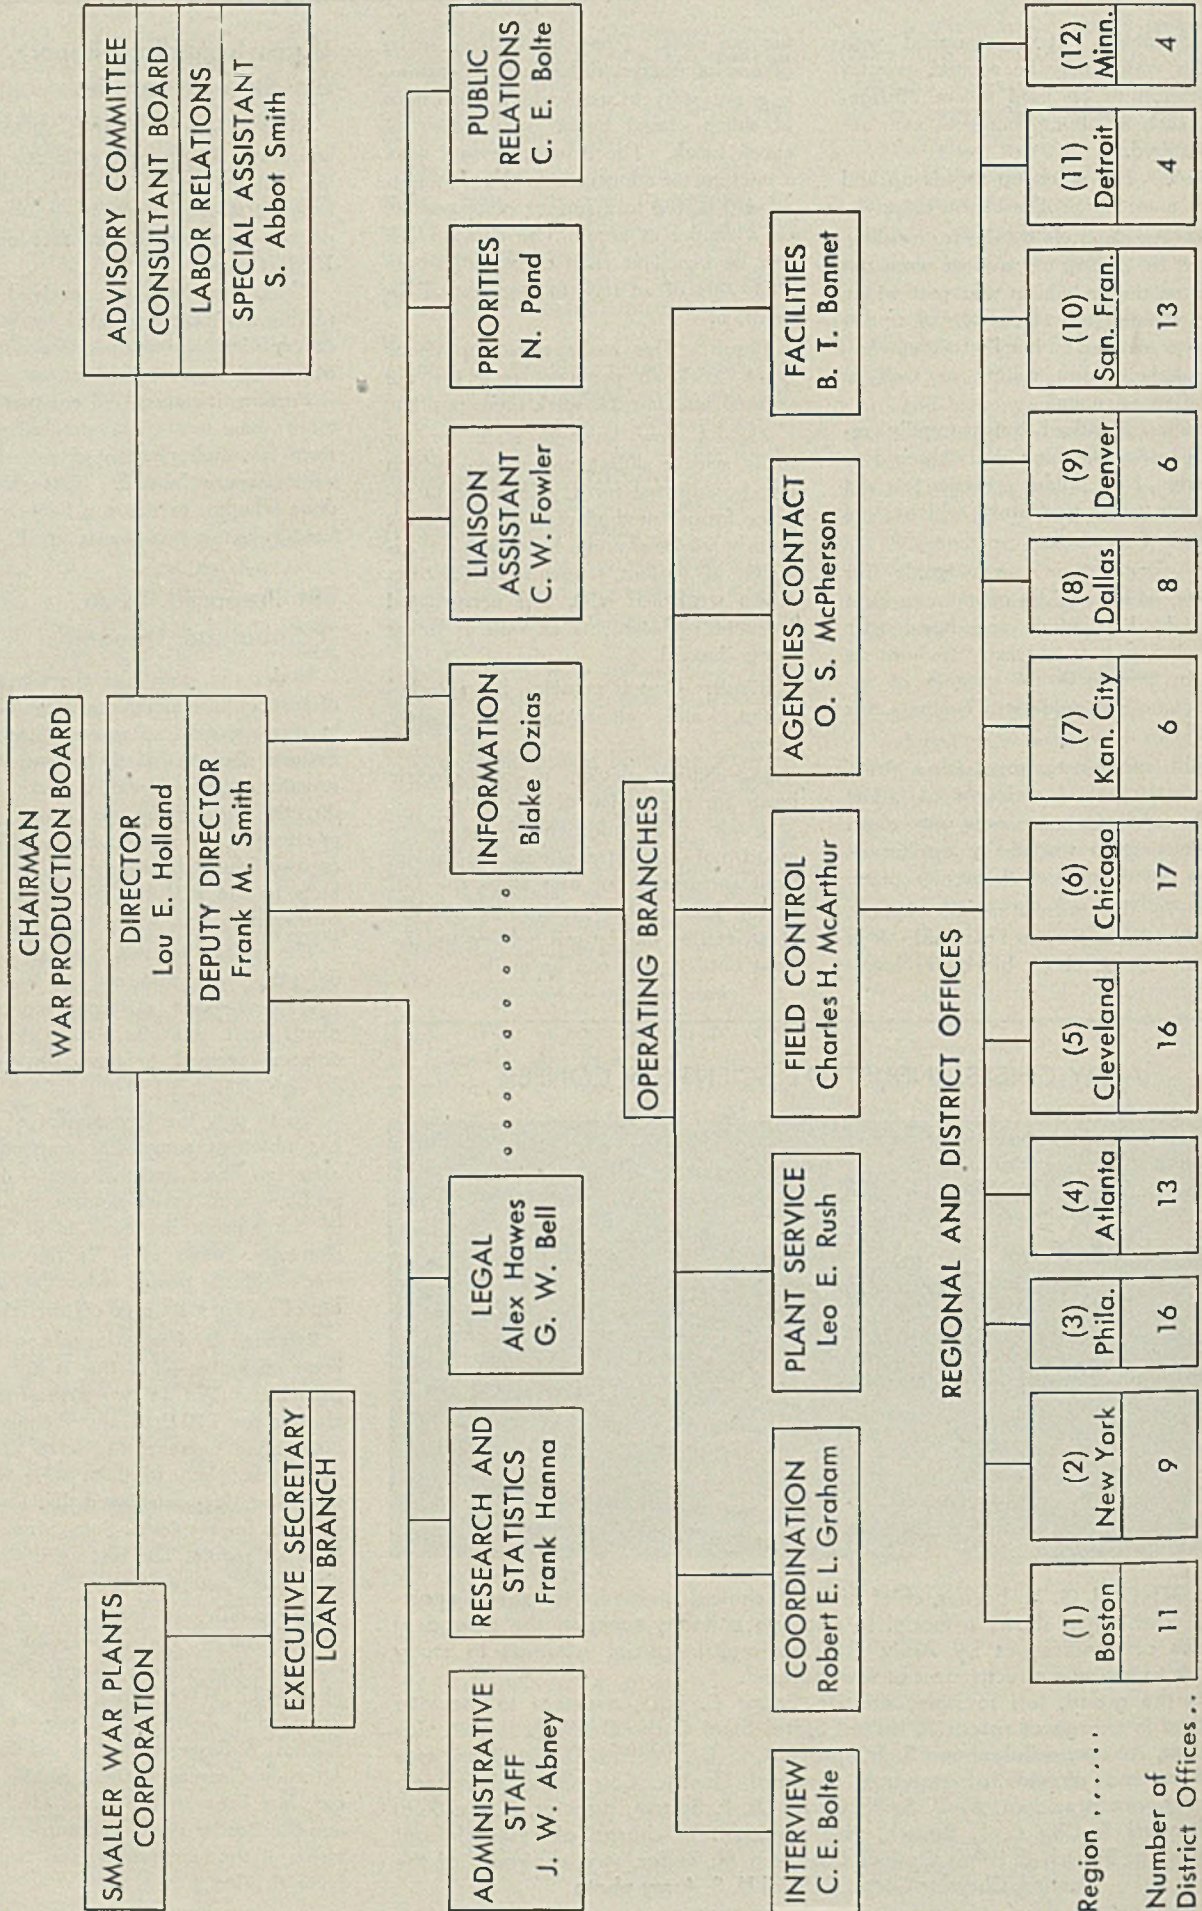 CHAIRMAN
WAR PRODUCTION BOARD
SMALLER WAR PLANTS
CORPORATION
DIRECTOR
Lou E. Holland
DEPUTY DIRECTOR
Frank M. Smith
ADVISORY COMMITTEE
CONSULTANT BOARD
LABOR RELATIONS
SPECIAL ASSISTANT
S. Abbot Smith
EXECUTIVE SECRETARY
LOAN BRANCH
ADMINISTRATIVE
STAFF
J. W. Abney
RESEARCH AND
STATISTICS
Frank Hanna
LEGAL
Alex Hawes
G. W. Bell
INFORMATION
Blake Ozias
LIAISON
ASSISTANT
C. W. Fowler
PRIORITIES
N. Pond
PUBLIC
RELATIONS
C. E. Bolte
OPERATING BRANCHES
INTERVIEW
C. E. Bolte
COORDINATION
Robert E. L. Graham
PLANT SERVICE
Leo E. Rush
FIELD CONTROL
Charles H. McArthur
AGENCIES CONTACT
O. S. McPherson
FACILITIES
B. T. Bonnet
REGIONAL AND DISTRICT OFFICES
Region ......
(1)
Boston
(2)
New York
(3)
Phila.
(4)
Atlanta
(5)
Cleveland
(6)
Chicago
(7)
Kan. City
(8)
Dallas
(9)
Denver
(10)
San. Fran.
(11)
Detroit
(12)
Minn.
Number of
District Offices..
11
9
16
13
16
17
6
8
6
13
4
4